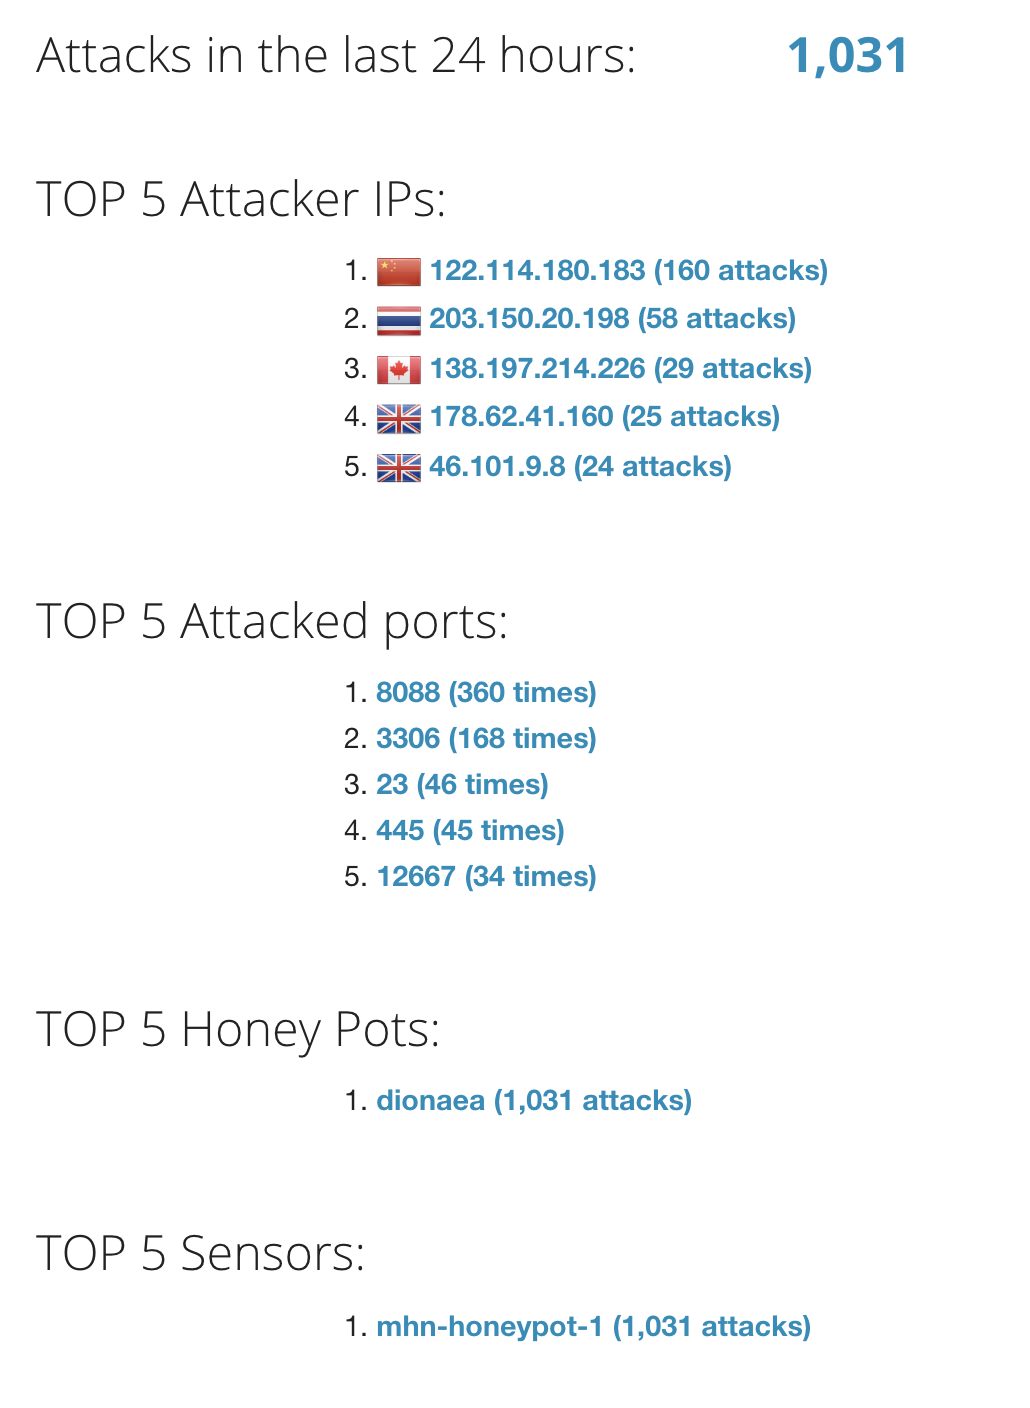 Attacks in the last 24 hours: 1,031
TOP 5 Attacker IPs:
1. 122.114.180.183 (160 attacks)
2. 203.150.20.198 (58 attacks)
3. 138.197.214.226 (29 attacks)
4. 178.62.41.160 (25 attacks)
5. 46.101.9.8 (24 attacks)
TOP 5 Attacked ports:
1. 8088 (360 times)
2. 3306 (168 times)
3. 23 (46 times)
4. 445 (45 times)
5. 12667 (34 times)
TOP 5 Honey Pots:
1. dionaea (1,031 attacks)
TOP 5 Sensors:
1. mhn-honeypot-1 (1,031 attacks)